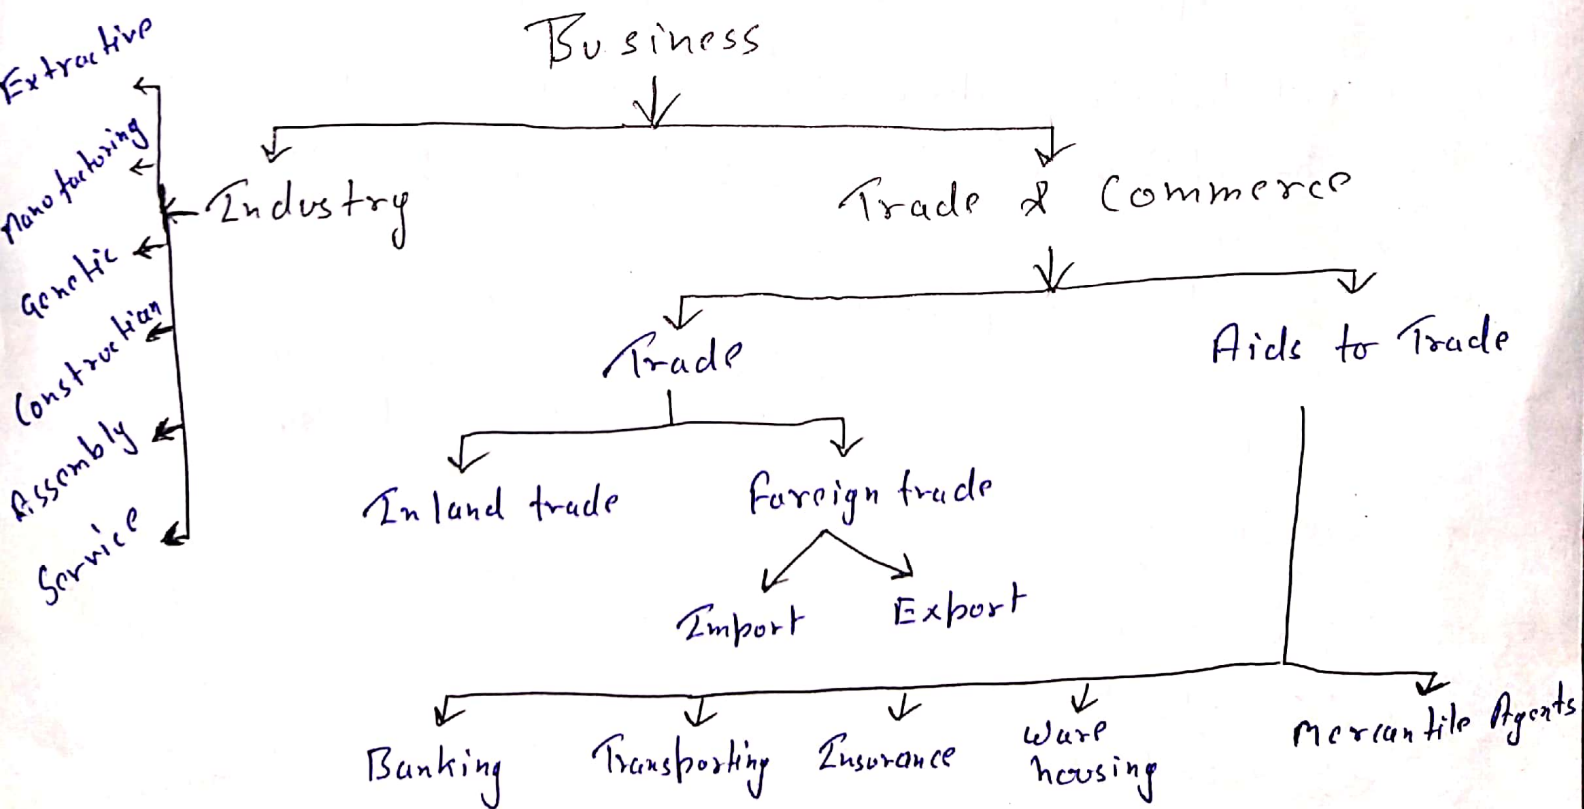 Business
Industry
Trade & Commerce
Extractive
Manufacturing
Genetic
Construction
Assembly
Service
Trade
Aids to Trade
Inland trade
Foreign trade
Import
Export
Banking
Transporting
Insurance
Ware
housing
Mercantile Agents